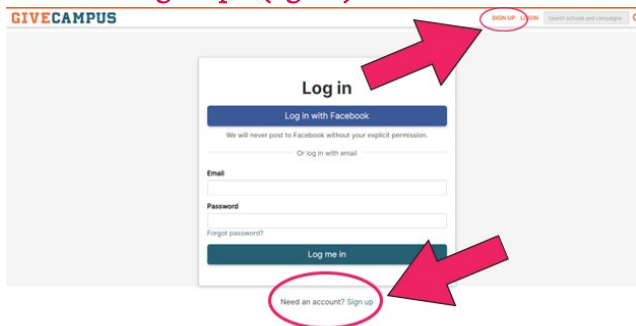 GIVECAMPUS
SIGN UP LOGIN Search schools and campaigns
Log in
Log in with Facebook
We will never post to Facebook without your explicit permission.
Or log in with email
Email
Password
Forgot password?
Log me in
Need an account? Sign up